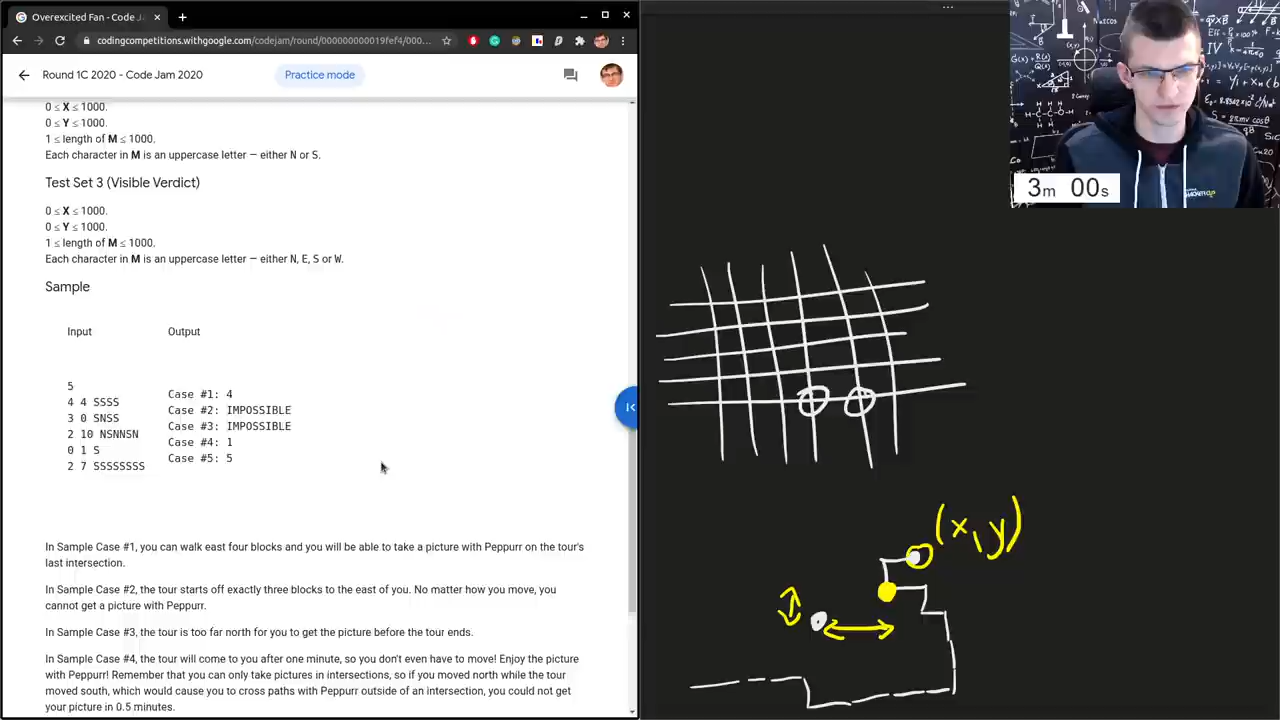 Overexcited Fan - Code J
codingcompetitions.withgoogle.com/codejam/round/000000000019fef4/000...
Round 1C 2020 - Code Jam 2020
Practice mode
0 ≤ X ≤ 1000.
0 ≤ Y ≤ 1000.
1 ≤ length of M ≤ 1000.
Each character in M is an uppercase letter — either N or S.
Test Set 3 (Visible Verdict)
0 ≤ X ≤ 1000.
0 ≤ Y ≤ 1000.
1 ≤ length of M ≤ 1000.
Each character in M is an uppercase letter — either N, E, S or W.
Sample
Input
Output
5
4 4 SSSS
3 0 SNSS
2 10 NSNNSN
0 1 S
2 7 SSSSSSSS
Case #1: 4
Case #2: IMPOSSIBLE
Case #3: IMPOSSIBLE
Case #4: 1
Case #5: 5
In Sample Case #1, you can walk east four blocks and you will be able to take a picture with Peppurr on the tour's
last intersection.
In Sample Case #2, the tour starts off exactly three blocks to the east of you. No matter how you move, you
cannot get a picture with Peppurr.
In Sample Case #3, the tour is too far north for you to get the picture before the tour ends.
In Sample Case #4, the tour will come to you after one minute, so you don't even have to move! Enjoy the picture
with Peppurr! Remember that you can only take pictures in intersections, so if you moved north while the tour
moved south, which would cause you to cross paths with Peppurr outside of an intersection, you could not get
your picture in 0.5 minutes.
3m 00s
(x,y)